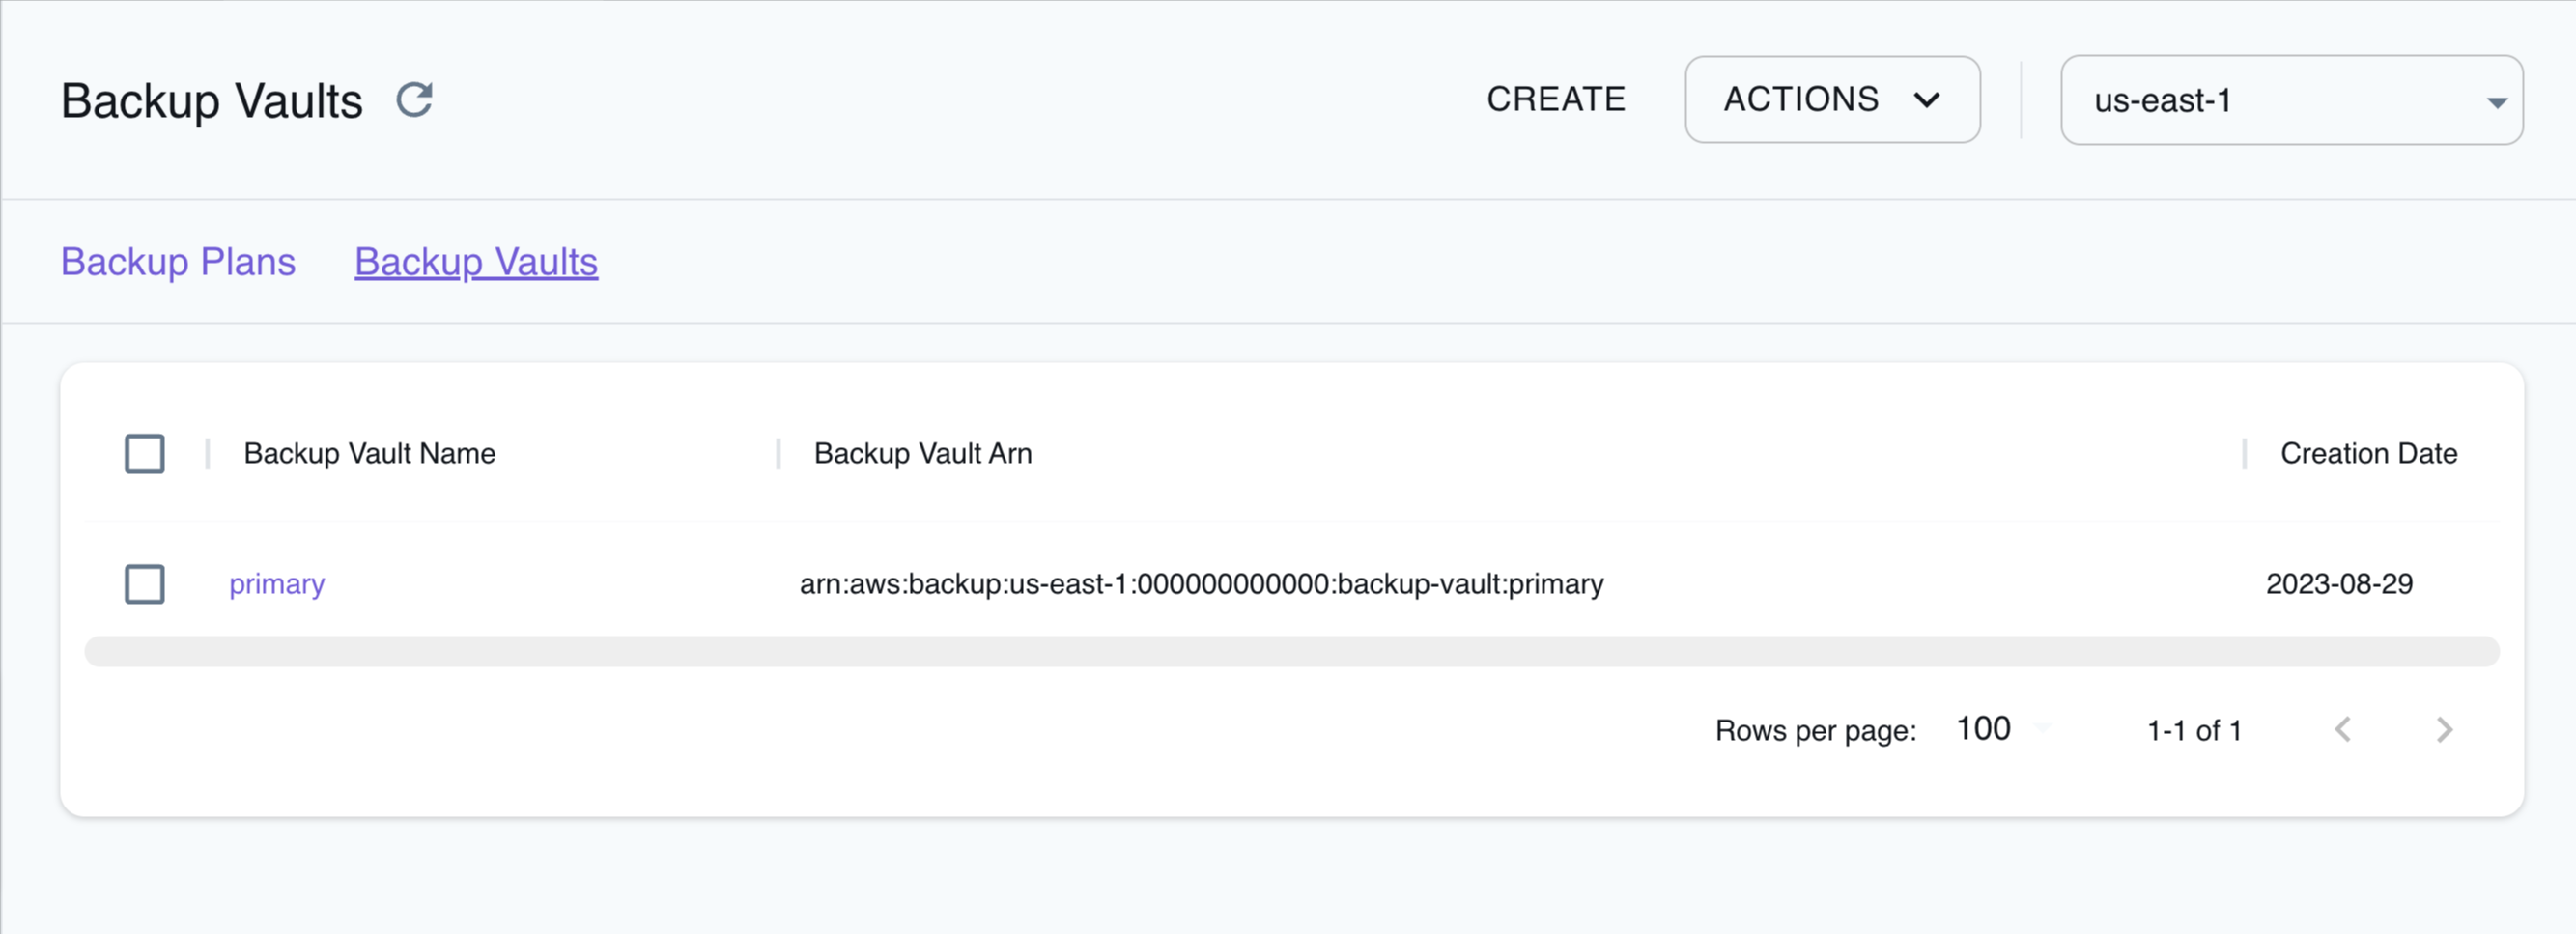 Backup Vaults
CREATE ACTIONS us-east-1
Backup Plans Backup Vaults
Backup Vault Name Backup Vault Arn Creation Date
primary arn:aws:backup:us-east-1:000000000000:backup-vault:primary 2023-08-29
Rows per page: 100 1-1 of 1